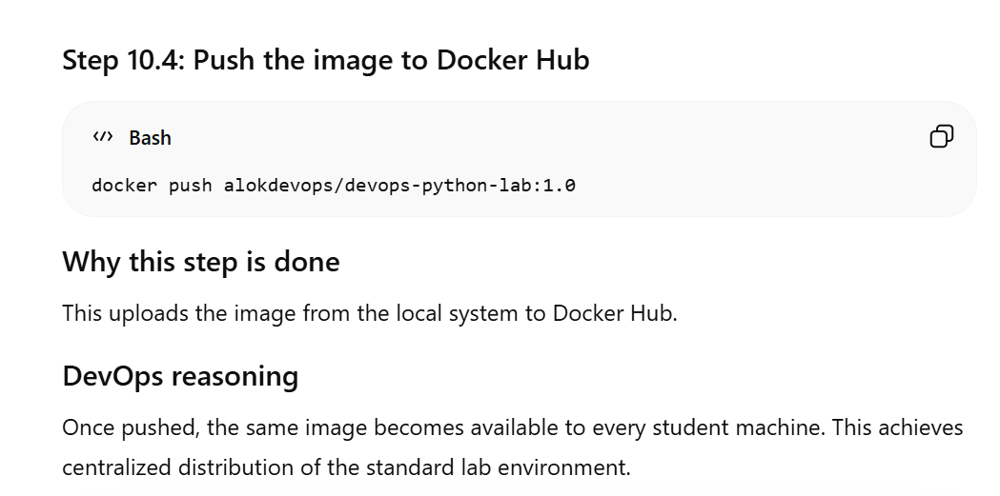 Step 10.4: Push the image to Docker Hub
Bash
docker push alokdevops/devops-python-lab:1.0
Why this step is done
This uploads the image from the local system to Docker Hub.
DevOps reasoning
Once pushed, the same image becomes available to every student machine. This achieves
centralized distribution of the standard lab environment.